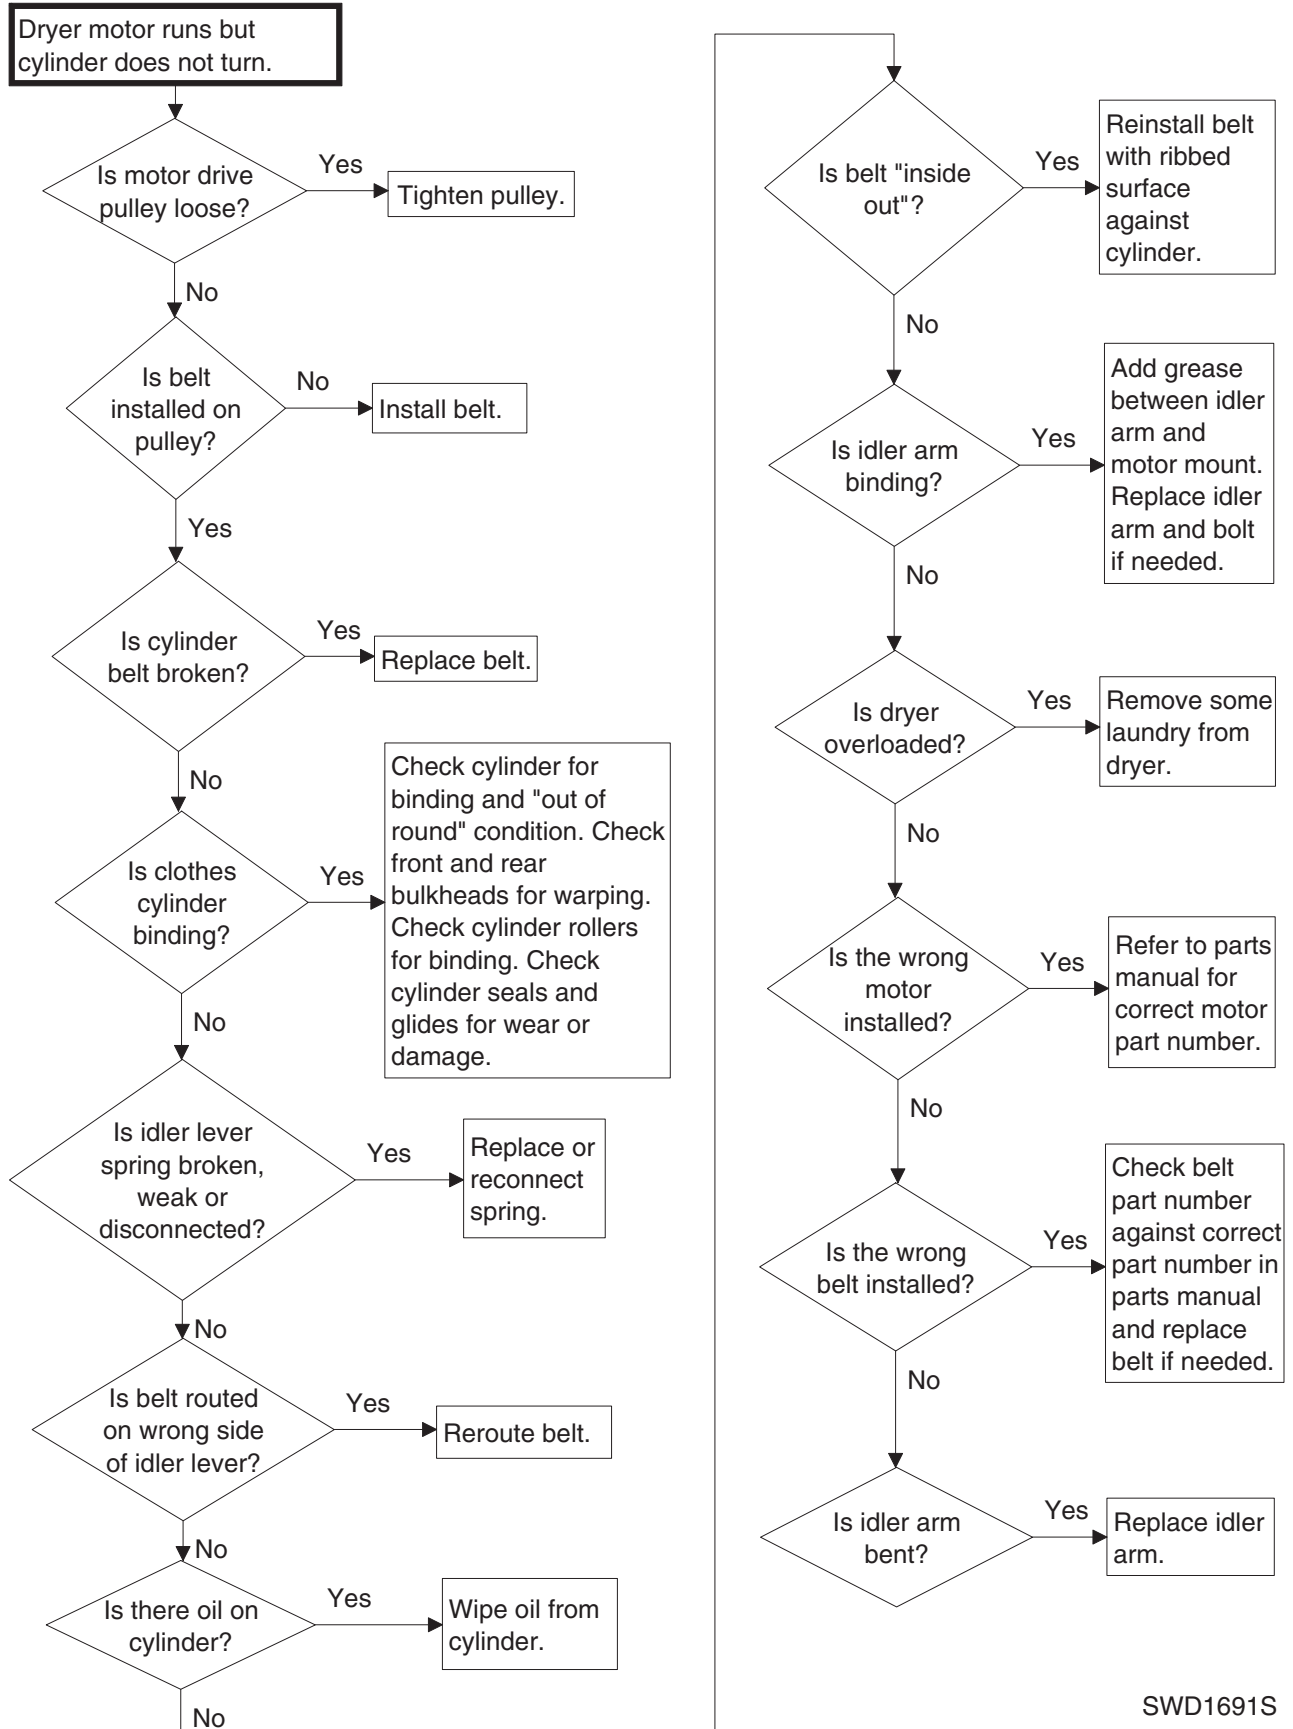 Dryer motor runs but
cylinder does not turn.
Is motor drive
pulley loose?
Yes
Tighten pulley.
No
Is belt
installed on
pulley?
No
Install belt.
Yes
Is cylinder
belt broken?
Yes
Replace belt.
No
Is clothes
cylinder
binding?
Yes
Check cylinder for
binding and "out of
round" condition. Check
front and rear
bulkheads for warping.
Check cylinder rollers
for binding. Check
cylinder seals and
glides for wear or
damage.
No
Is idler lever
spring broken,
weak or
disconnected?
Yes
Replace or
reconnect
spring.
No
Is belt routed
on wrong side
of idler lever?
Yes
Reroute belt.
No
Is there oil on
cylinder?
Yes
Wipe oil from
cylinder.
No
Is belt "inside
out"?
Yes
Reinstall belt
with ribbed
surface
against
cylinder.
No
Is idler arm
binding?
Yes
Add grease
between idler
arm and
motor mount.
Replace idler
arm and bolt
if needed.
No
Is dryer
overloaded?
Yes
Remove some
laundry from
dryer.
No
Is the wrong
motor
installed?
Yes
Refer to parts
manual for
correct motor
part number.
No
Is the wrong
belt installed?
Yes
Check belt
part number
against correct
part number in
parts manual
and replace
belt if needed.
No
Is idler arm
bent?
Yes
Replace idler
arm.
SWD1691S